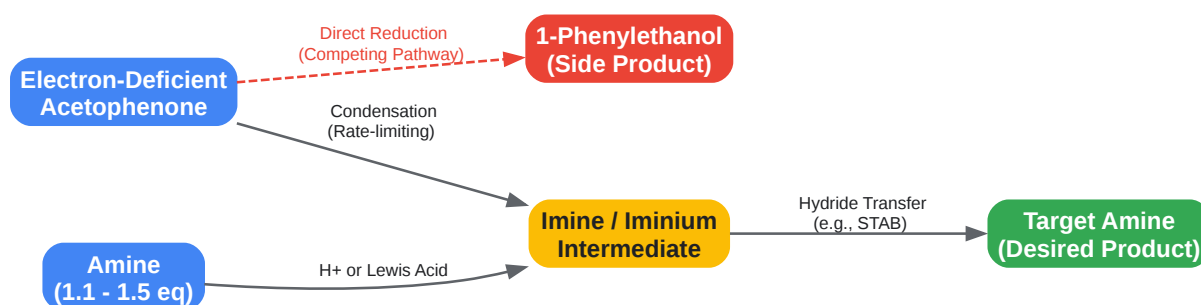 Direct Reduction
(Competing Pathway)
1-Phenylethanol
(Side Product)
Electron-Deficient
Acetophenone
Condensation
(Rate-limiting)
Imine / Iminium
Intermediate
Hydride Transfer
(e.g., STAB)
Target Amine
(Desired Product)
Amine
(1.1 - 1.5 eq)
H+ or Lewis Acid